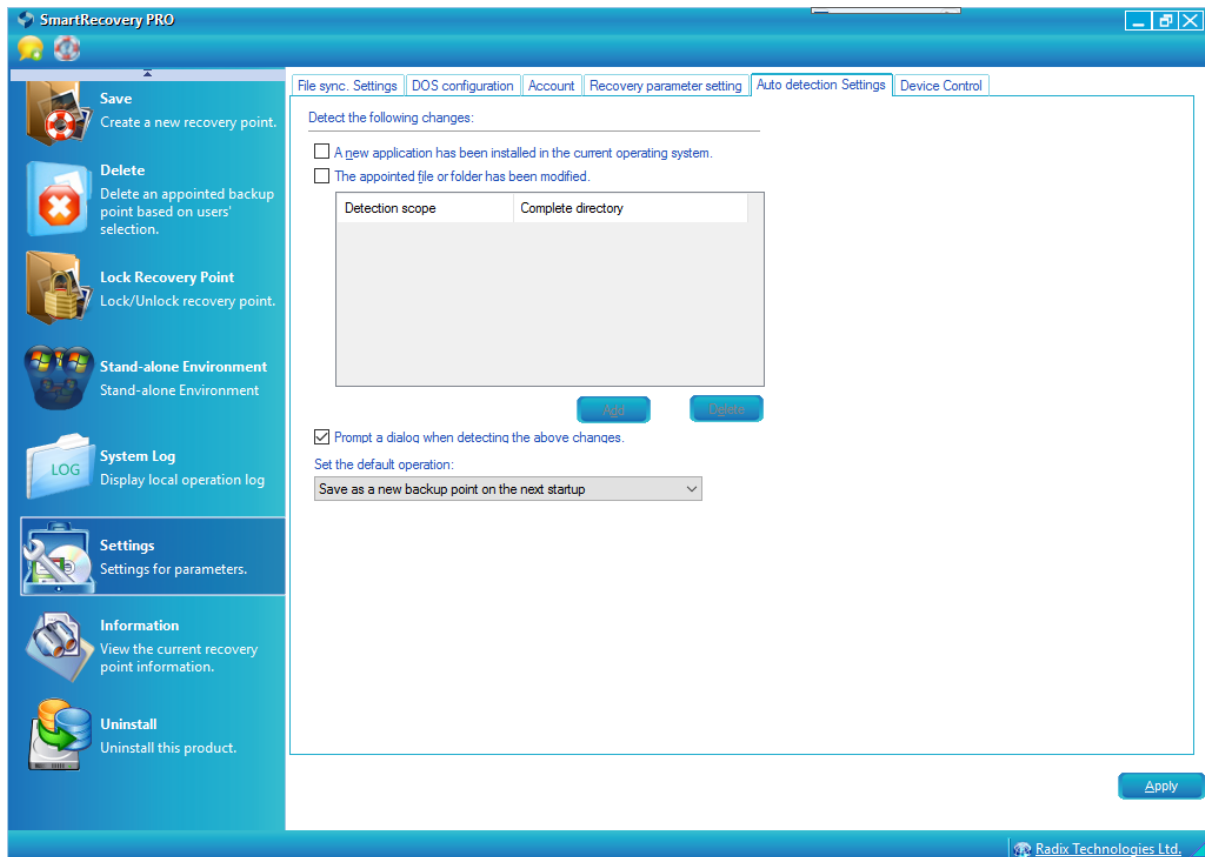 SmartRecovery PRO
Save
Create a new recovery point.
Delete
Delete an appointed backup
point based on users'
selection.
Lock Recovery Point
Lock/Unlock recovery point.
Stand-alone Environment
Stand-alone Environment
LOG
System Log
Display local operation log
Settings
Settings for parameters.
Information
View the current recovery
point information.
Uninstall
Uninstall this product.
File sync. Settings DOS configuration Account Recovery parameter setting Auto detection Settings Device Control
Detect the following changes:
A new application has been installed in the current operating system.
The appointed file or folder has been modified.
Detection scope Complete directory
Add Delete
Prompt a dialog when detecting the above changes.
Set the default operation:
Save as a new backup point on the next startup
Apply
Radix Technologies Ltd.